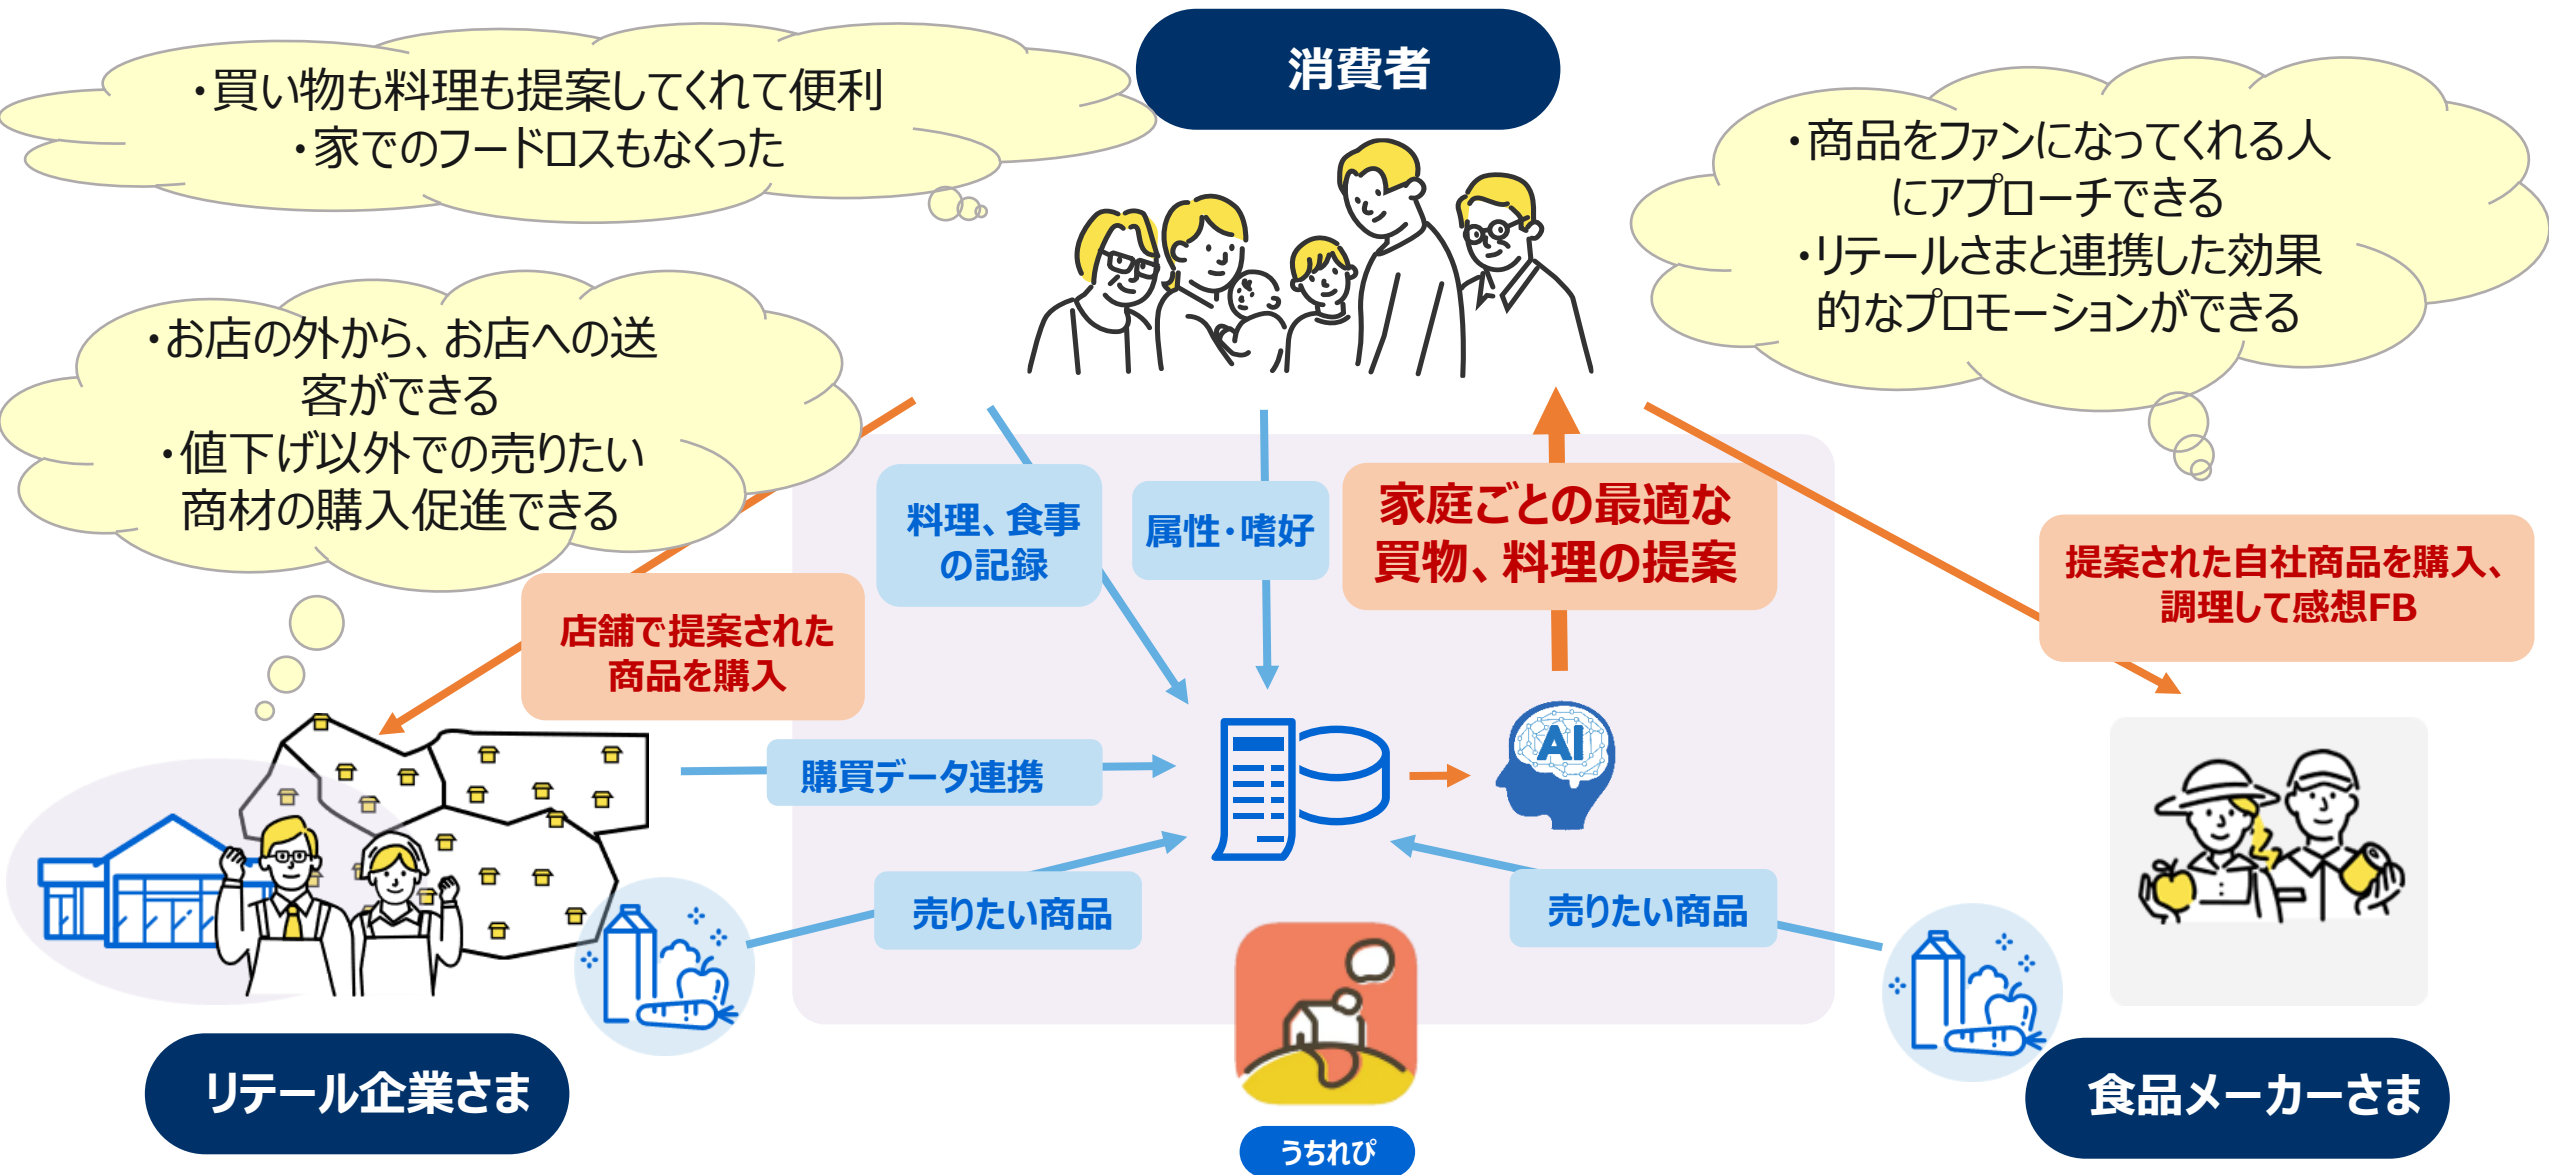 消費者
・買い物も料理も提案してくれて便利
・家でのフードロスもなくった
・商品をファンになってくれる人
にアプローチできる
・リテールさまと連携した効果
的なプロモーションができる
・お店の外から、お店への送
客ができる
・値下げ以外での売りたい
商材の購入促進できる
料理、食事
の記録
属性・嗜好
家庭ごとの最適な
買物、料理の提案
提案された自社商品を購入、
調理して感想FB
店舗で提案された
商品を購入
購買データ連携
AI
売りたい商品
売りたい商品
リテール企業さま
食品メーカーさま
うちれぴ